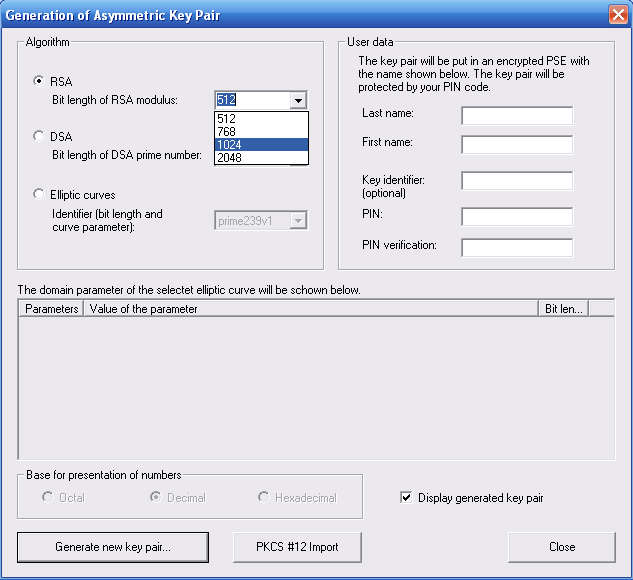 Generation of Asymmetric Key Pair
Algorithm
RSA
Bit length of RSA modulus:
512
512
768
1024
2048
DSA
Bit length of DSA prime number:
Elliptic curves
Identifier (bit length and
curve parameter):
prime239v1
User data
The key pair will be put in an encrypted PSE with
the name shown below. The key pair will be
protected by your PIN code.
Last name:
First name:
Key identifier:
(optional)
PIN:
PIN verification:
The domain parameter of the selectet elliptic curve will be schown below.
Parameters Value of the parameter Bit len...
Base for presentation of numbers
Octal Decimal Hexadecimal
Display generated key pair
Generate new key pair... PKCS #12 Import Close